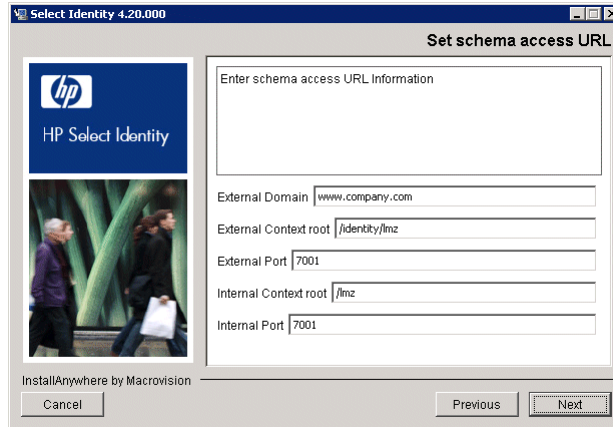 Select Identity 4.20.000
Set schema access URL
hp
HP Select Identity
Enter schema access URL Information
External Domain www.company.com
External Context root /identity/lmz
External Port 7001
Internal Context root /lmz
Internal Port 7001
InstallAnywhere by Macrovision
Cancel
Previous
Next